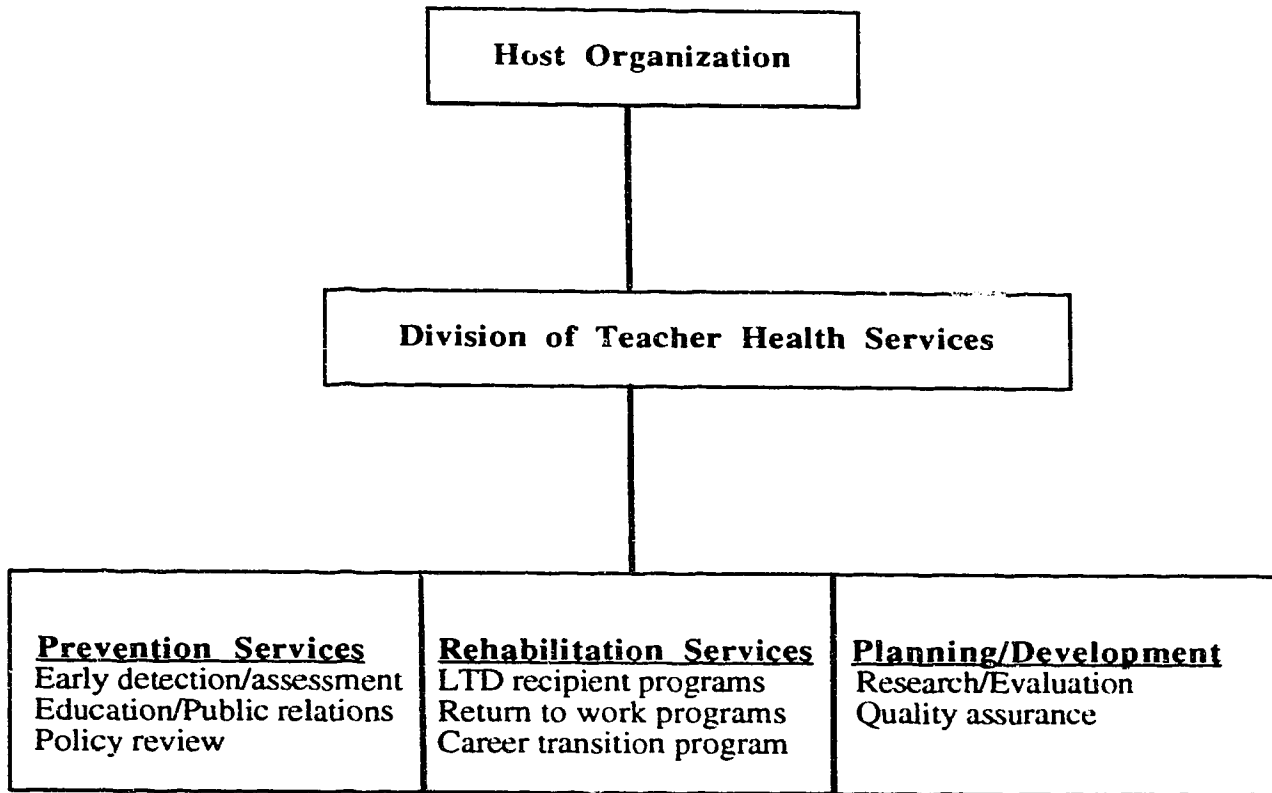 Host Organization
Division of Teacher Health Services
Prevention Services
Early detection/assessment
Education/Public relations
Policy review
Rehabilitation Services
LTD recipient programs
Return to work programs
Career transition program
Planning/Development
Research/Evaluation
Quality assurance